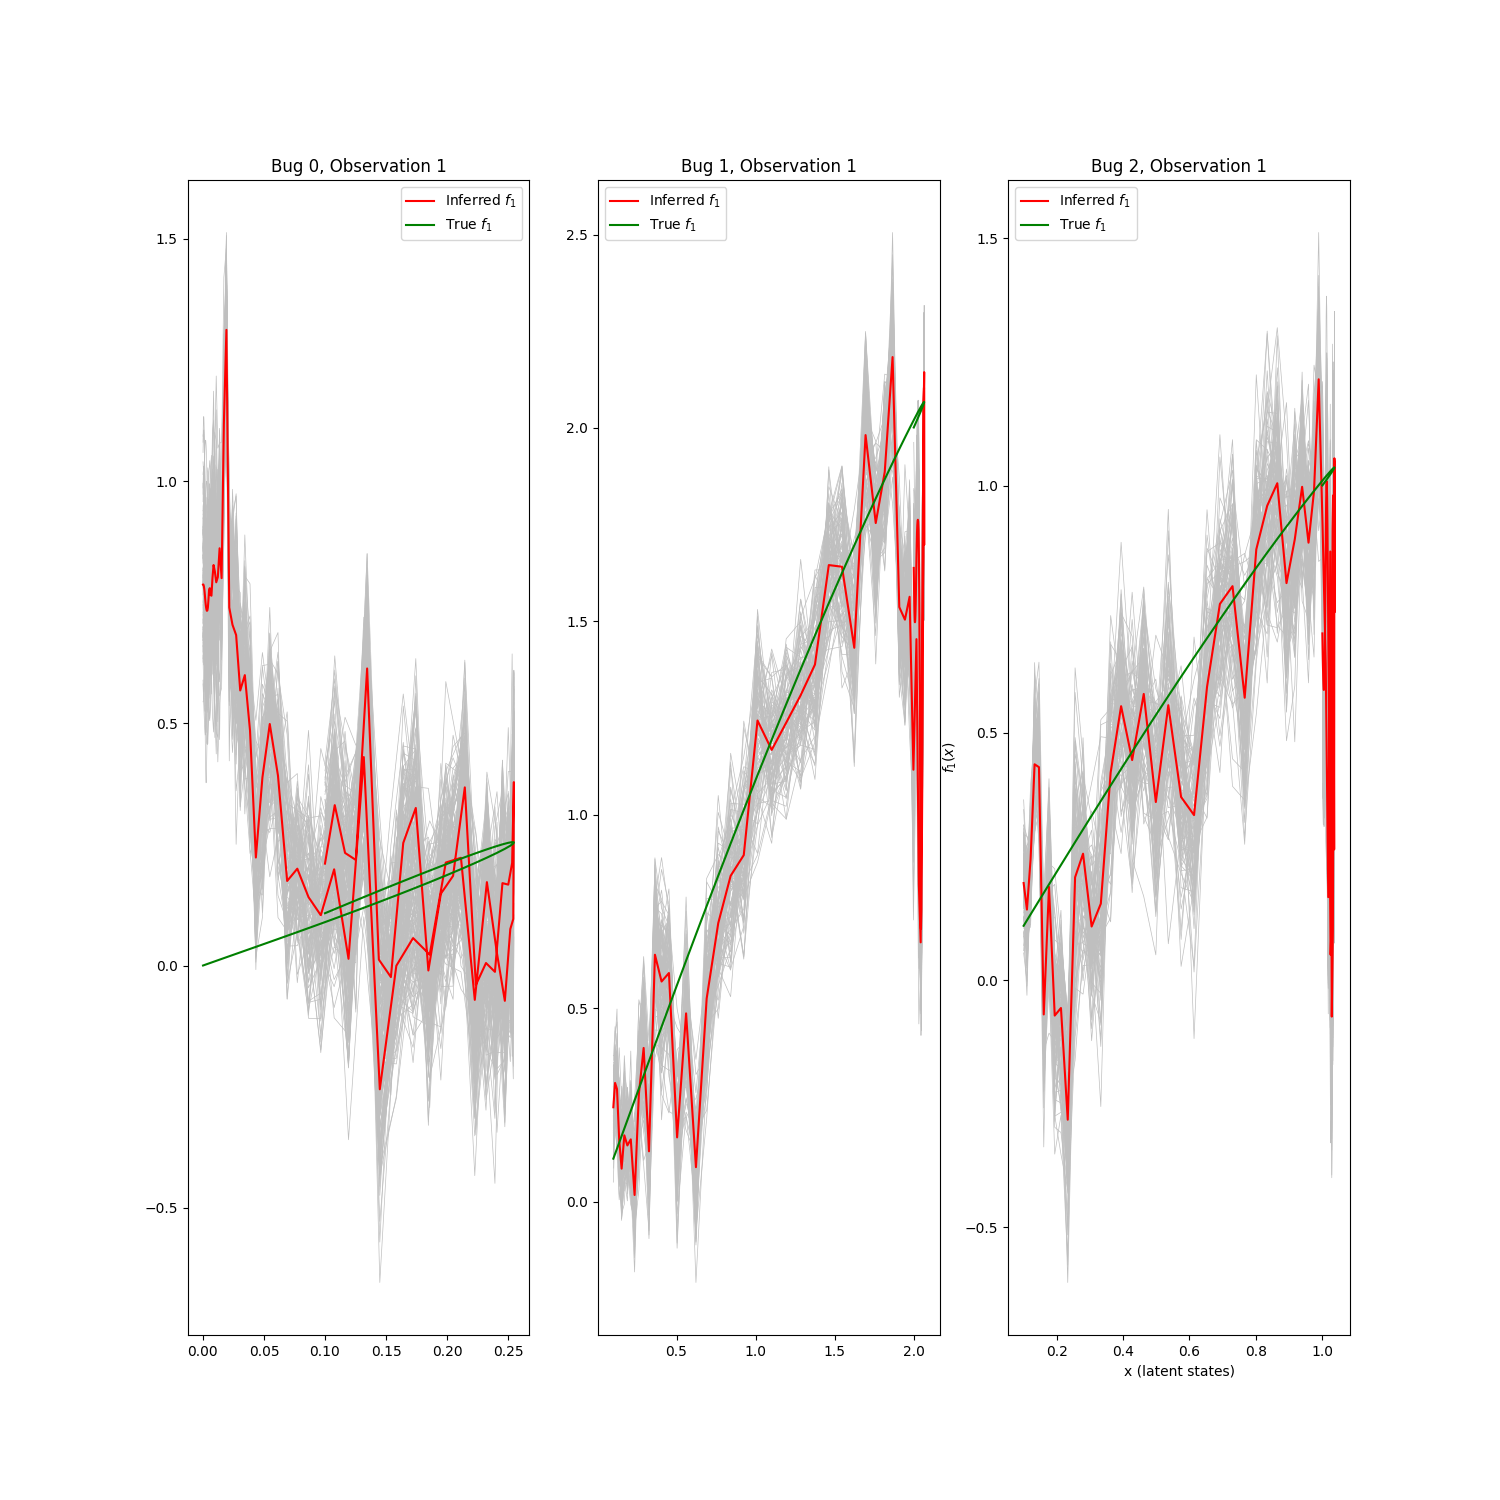 Bug 0, Observation 1
Inferred f₁
True f₁
1.5
1.0
0.5
0.0
−0.5
0.00 0.05 0.10 0.15 0.20 0.25
Bug 1, Observation 1
Inferred f₁
True f₁
2.5
2.0
1.5
1.0
0.5
0.0
0.5 1.0 1.5 2.0
Bug 2, Observation 1
Inferred f₁
True f₁
f₁(x)
1.5
1.0
0.5
0.0
−0.5
0.2 0.4 0.6 0.8 1.0
x (latent states)